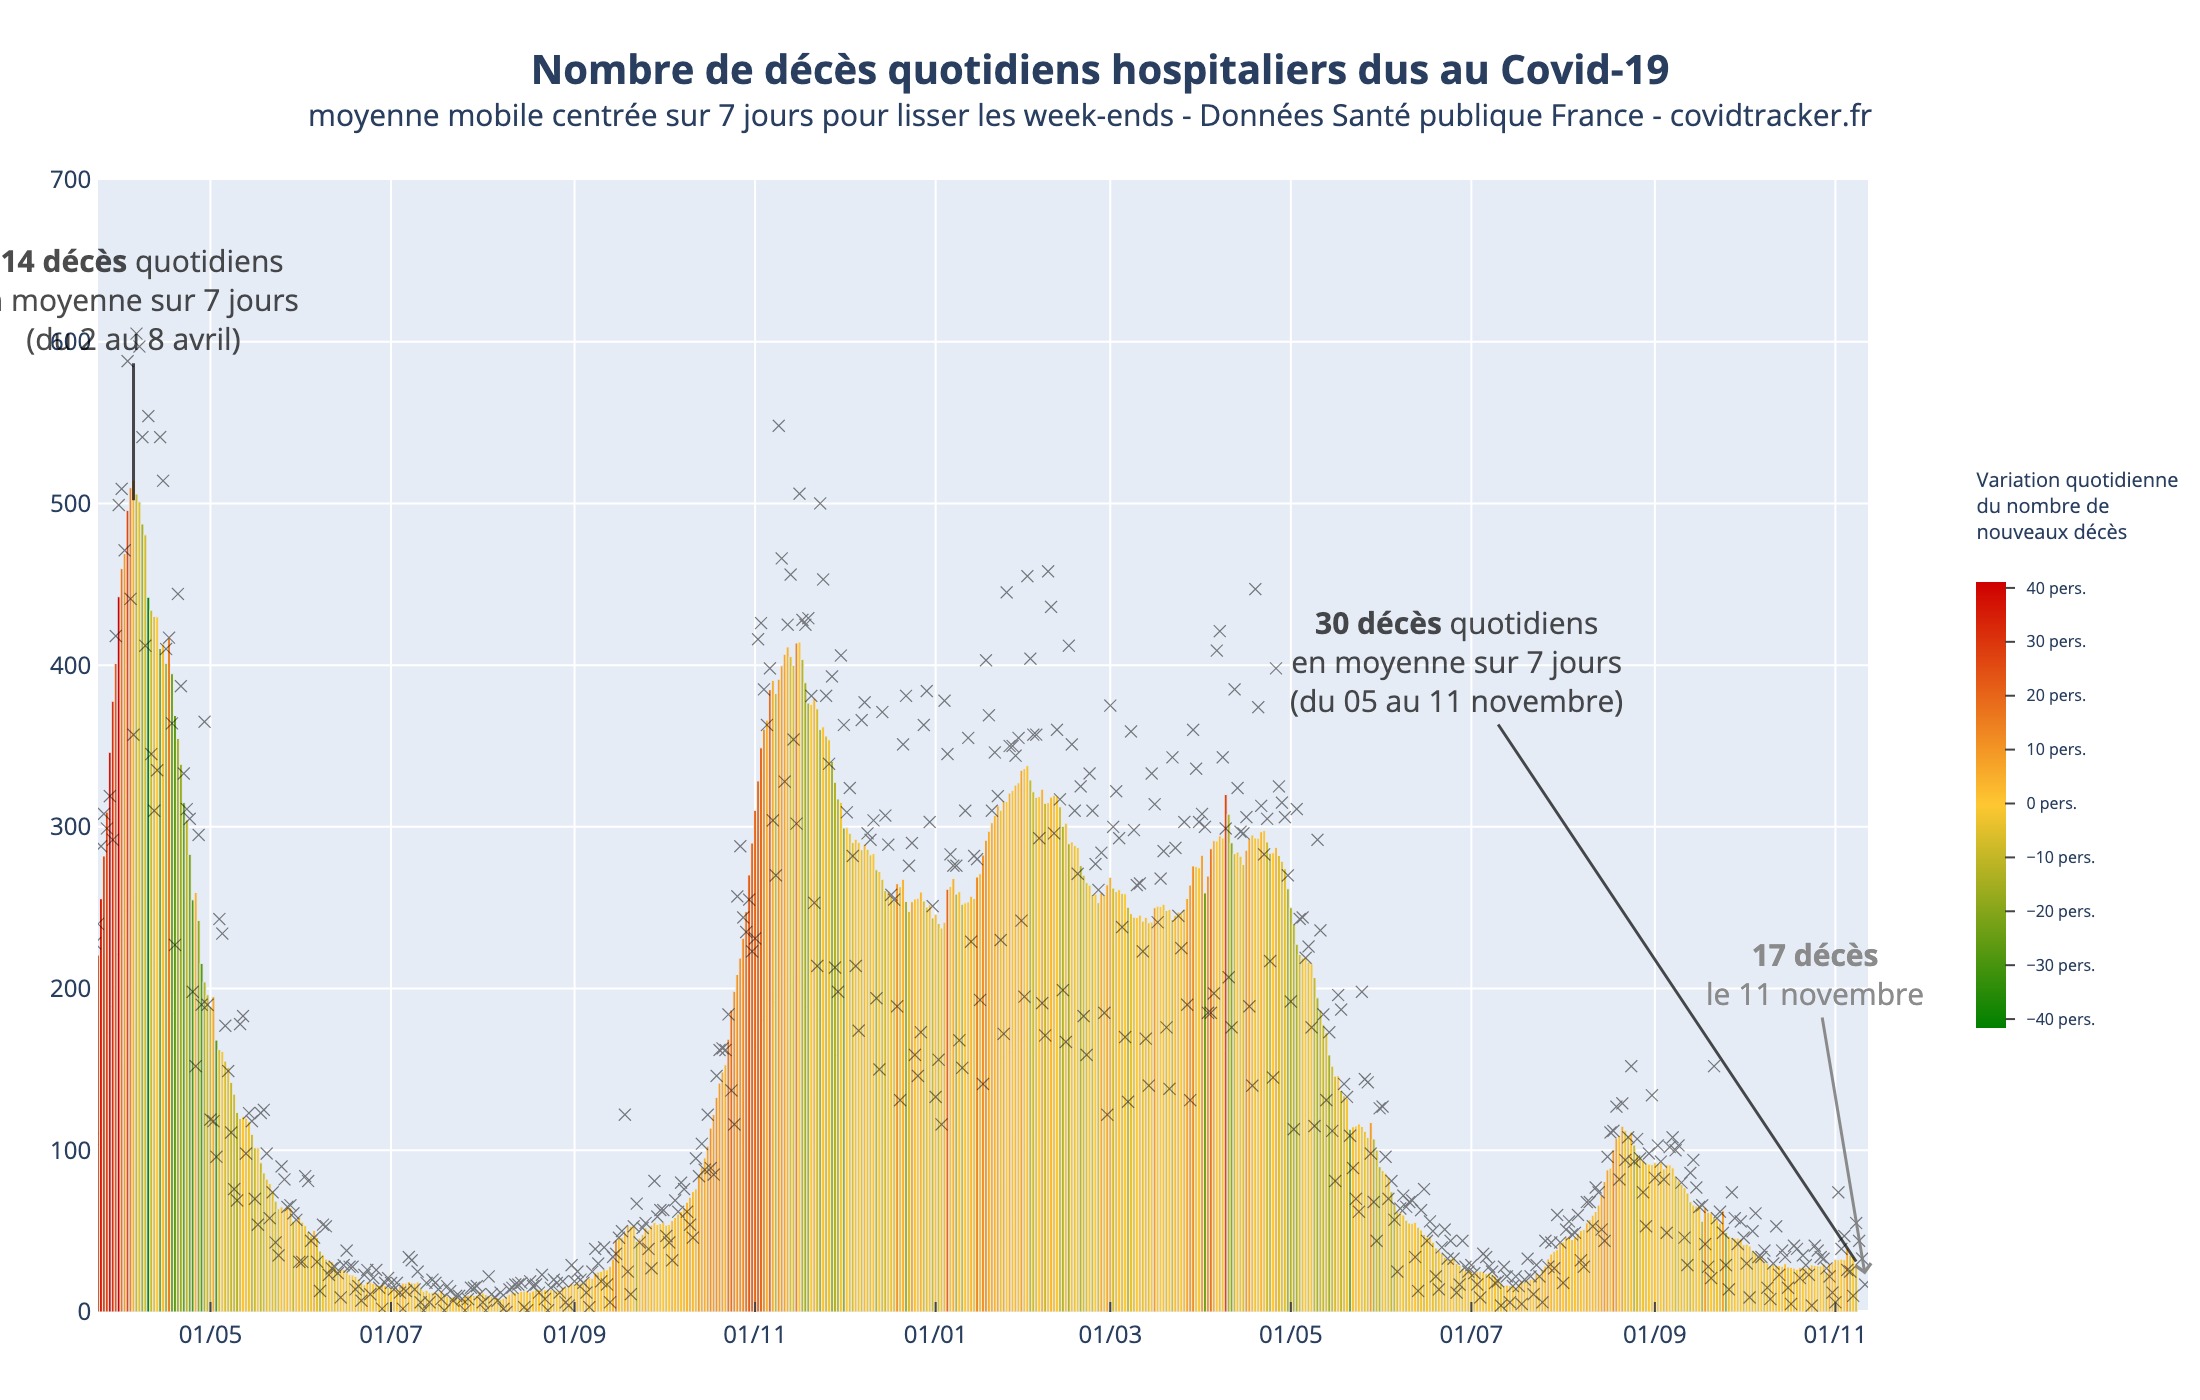 Nombre de décès quotidiens hospitaliers dus au Covid-19
moyenne mobile centrée sur 7 jours pour lisser les week-ends - Données Santé publique France - covidtracker.fr
700
14 décès quotidiens
moyenne sur 7 jours
(du 2 au 8 avril)
600
500
400
300
200
100
0
30 décès quotidiens
en moyenne sur 7 jours
(du 05 au 11 novembre)
17 décès
le 11 novembre
01/05 01/07 01/09 01/11 01/01 01/03 01/05 01/07 01/09 01/11
Variation quotidienne
du nombre de
nouveaux décès
40 pers.
30 pers.
20 pers.
10 pers.
0 pers.
−10 pers.
−20 pers.
−30 pers.
−40 pers.